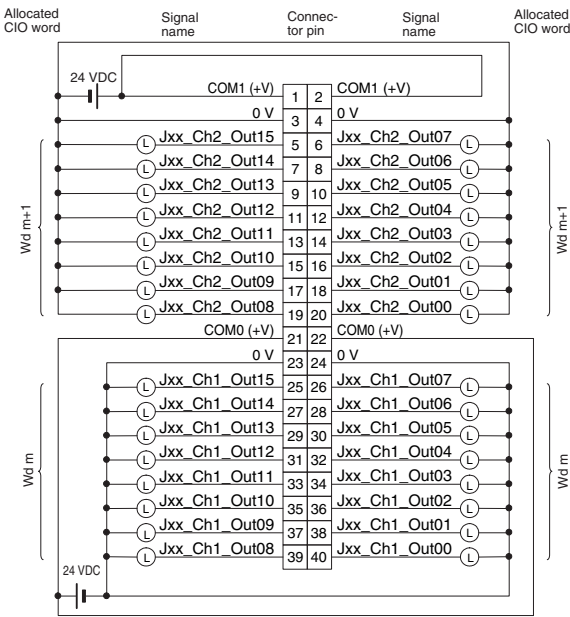 Allocated CIO word Signal name Connec-tor pin Signal name Allocated CIO word
24 VDC
COM1 (+V) 1 2 COM1 (+V)
0 V 3 4 0 V
Wd m+1
L Jxx_Ch2_Out15 5 6 Jxx_Ch2_Out07 L
L Jxx_Ch2_Out14 7 8 Jxx_Ch2_Out06 L
L Jxx_Ch2_Out13 9 10 Jxx_Ch2_Out05 L
L Jxx_Ch2_Out12 11 12 Jxx_Ch2_Out04 L
L Jxx_Ch2_Out11 13 14 Jxx_Ch2_Out03 L
L Jxx_Ch2_Out10 15 16 Jxx_Ch2_Out02 L
L Jxx_Ch2_Out09 17 18 Jxx_Ch2_Out01 L
L Jxx_Ch2_Out08 19 20 Jxx_Ch2_Out00 L
Wd m+1
COM0 (+V) 21 22 COM0 (+V)
0 V 23 24 0 V
Wd m
L Jxx_Ch1_Out15 25 26 Jxx_Ch1_Out07 L
L Jxx_Ch1_Out14 27 28 Jxx_Ch1_Out06 L
L Jxx_Ch1_Out13 29 30 Jxx_Ch1_Out05 L
L Jxx_Ch1_Out12 31 32 Jxx_Ch1_Out04 L
L Jxx_Ch1_Out11 33 34 Jxx_Ch1_Out03 L
L Jxx_Ch1_Out10 35 36 Jxx_Ch1_Out02 L
L Jxx_Ch1_Out09 37 38 Jxx_Ch1_Out01 L
L Jxx_Ch1_Out08 39 40 Jxx_Ch1_Out00 L
Wd m
24 VDC